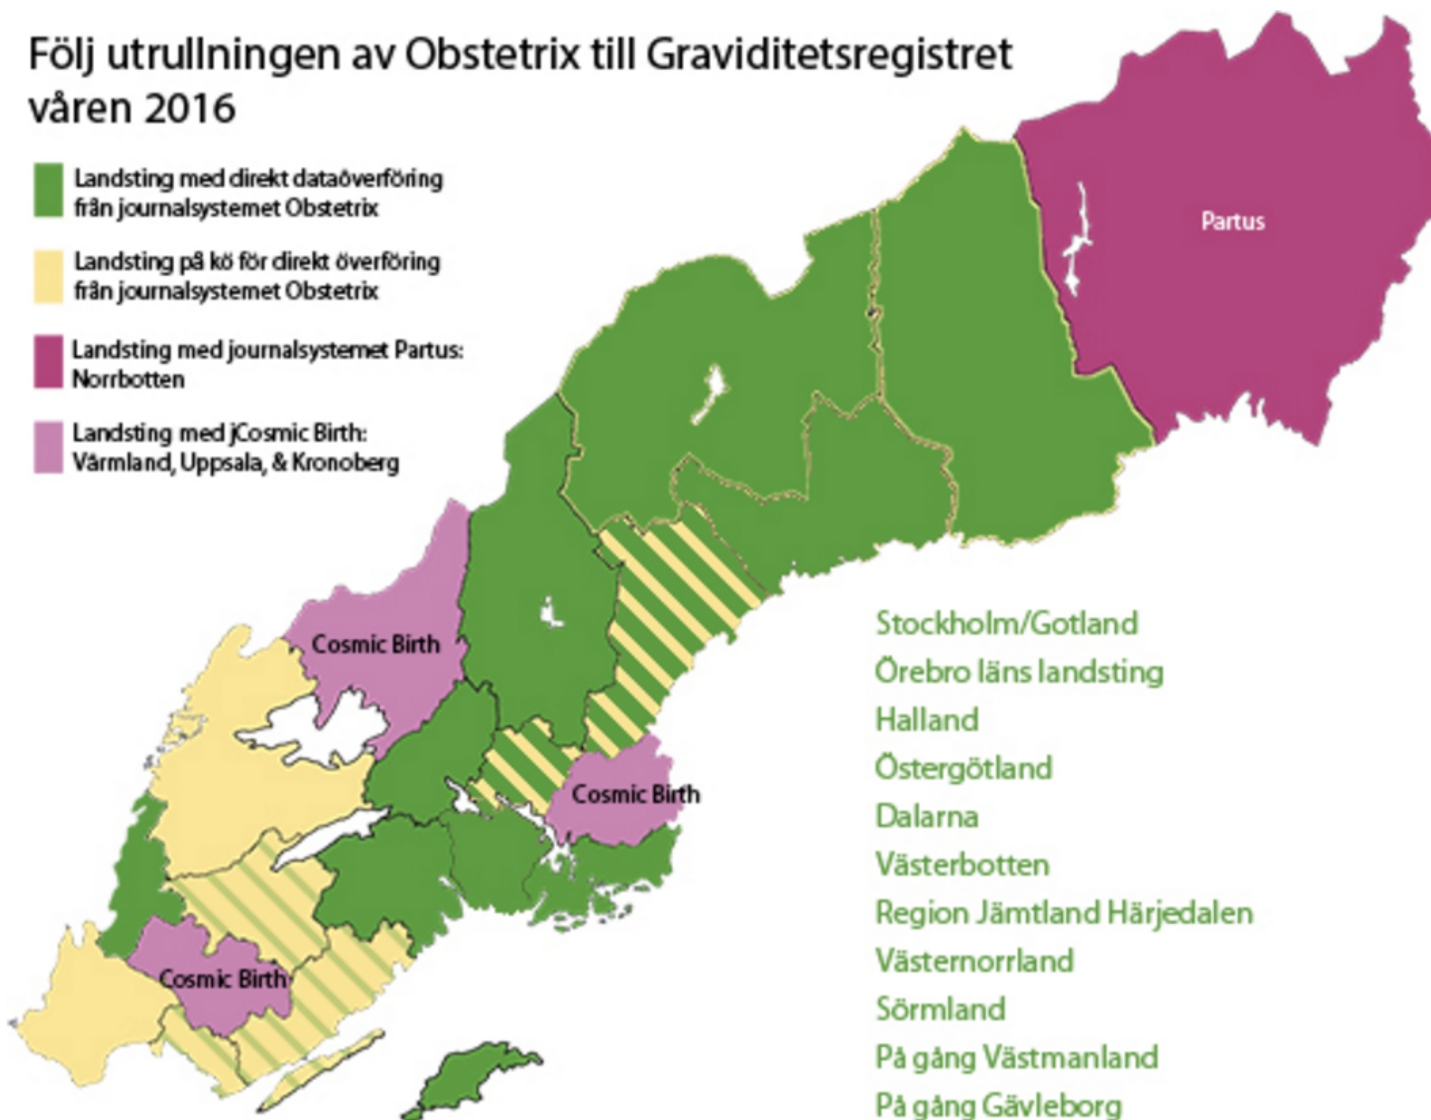 Följ utrullningen av Obstetrix till Graviditetsregistret
våren 2016
Landsting med direkt dataöverföring
från journalsystemet Obstetrix
Landsting på kö för direkt överföring
från journalsystemet Obstetrix
Landsting med journalsystemet Partus:
Norrbotten
Landsting med jCosmic Birth:
Värmland, Uppsala, & Kronoberg
Partus
Cosmic Birth
Cosmic Birth
Cosmic Birth
Stockholm/Gotland
Örebro läns landsting
Halland
Östergötland
Dalarna
Västerbotten
Region Jämtland Härjedalen
Västernorrland
Sörmland
På gång Västmanland
På gång Gävleborg